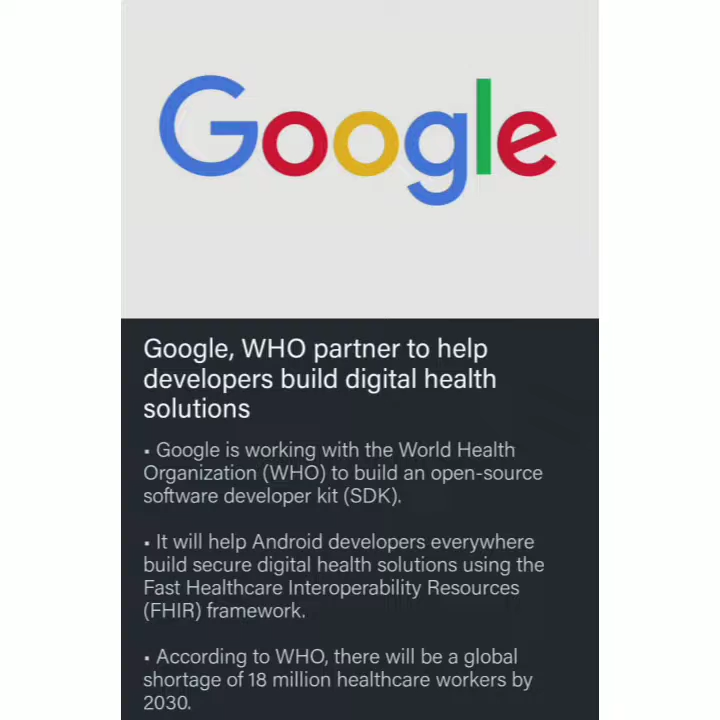 Google
Google, WHO partner to help
developers build digital health
solutions
• Google is working with the World Health
Organization (WHO) to build an open-source
software developer kit (SDK).
• It will help Android developers everywhere
build secure digital health solutions using the
Fast Healthcare Interoperability Resources
(FHIR) framework.
• According to WHO, there will be a global
shortage of 18 million healthcare workers by
2030.